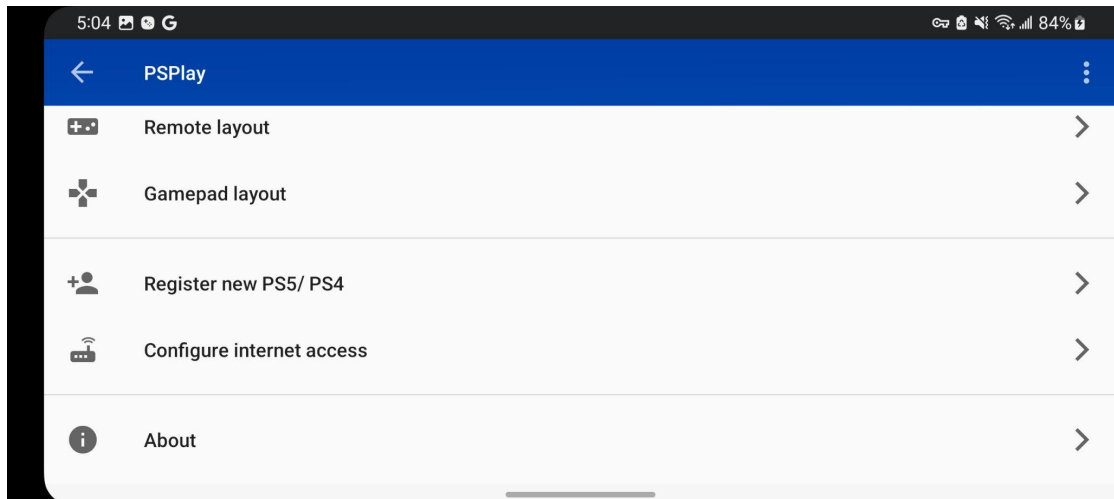 5:04 G 84%
PSPlay
Remote layout
Gamepad layout
Register new PS5/ PS4
Configure internet access
About